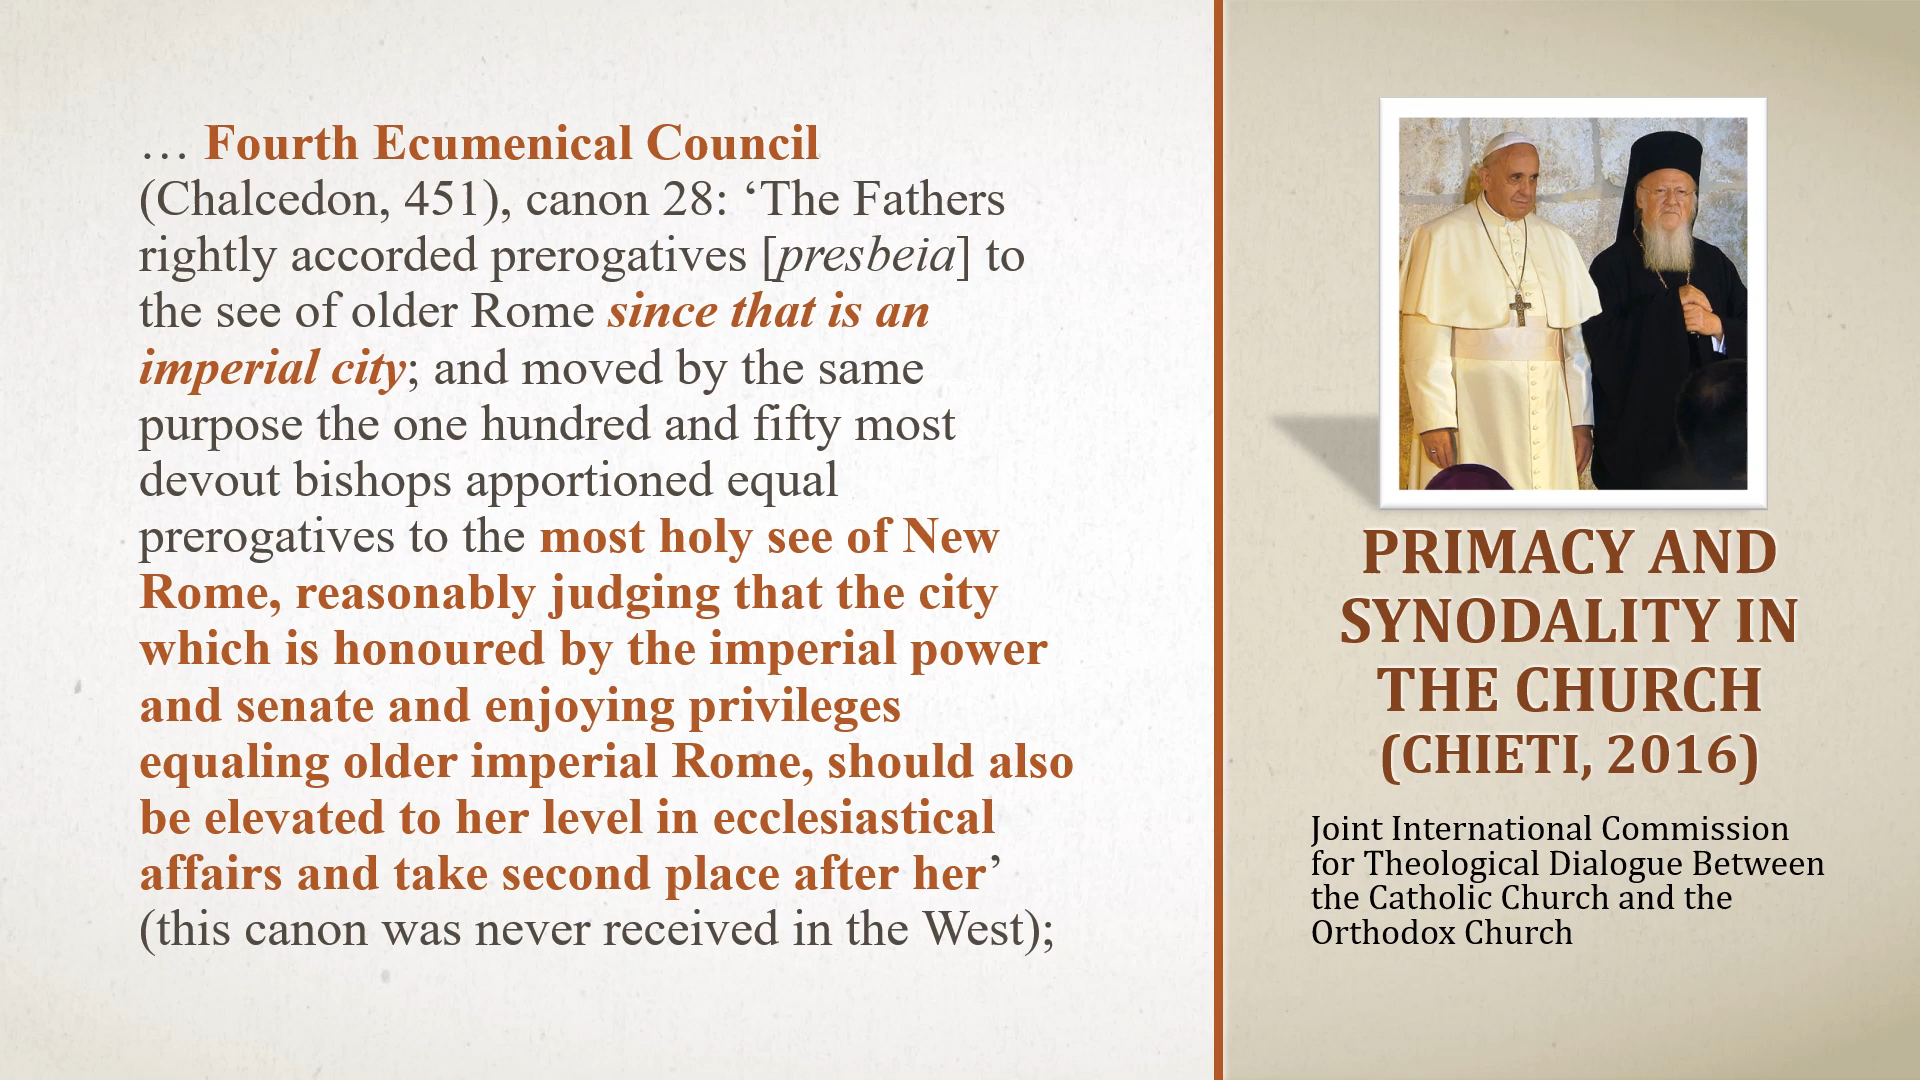 … Fourth Ecumenical Council
(Chalcedon, 451), canon 28: ‘The Fathers
rightly accorded prerogatives [presbeia] to
the see of older Rome since that is an
imperial city; and moved by the same
purpose the one hundred and fifty most
devout bishops apportioned equal
prerogatives to the most holy see of New
Rome, reasonably judging that the city
which is honoured by the imperial power
and senate and enjoying privileges
equaling older imperial Rome, should also
be elevated to her level in ecclesiastical
affairs and take second place after her’
(this canon was never received in the West);
PRIMACY AND
SYNODALITY IN
THE CHURCH
(CHIETI, 2016)
Joint International Commission
for Theological Dialogue Between
the Catholic Church and the
Orthodox Church